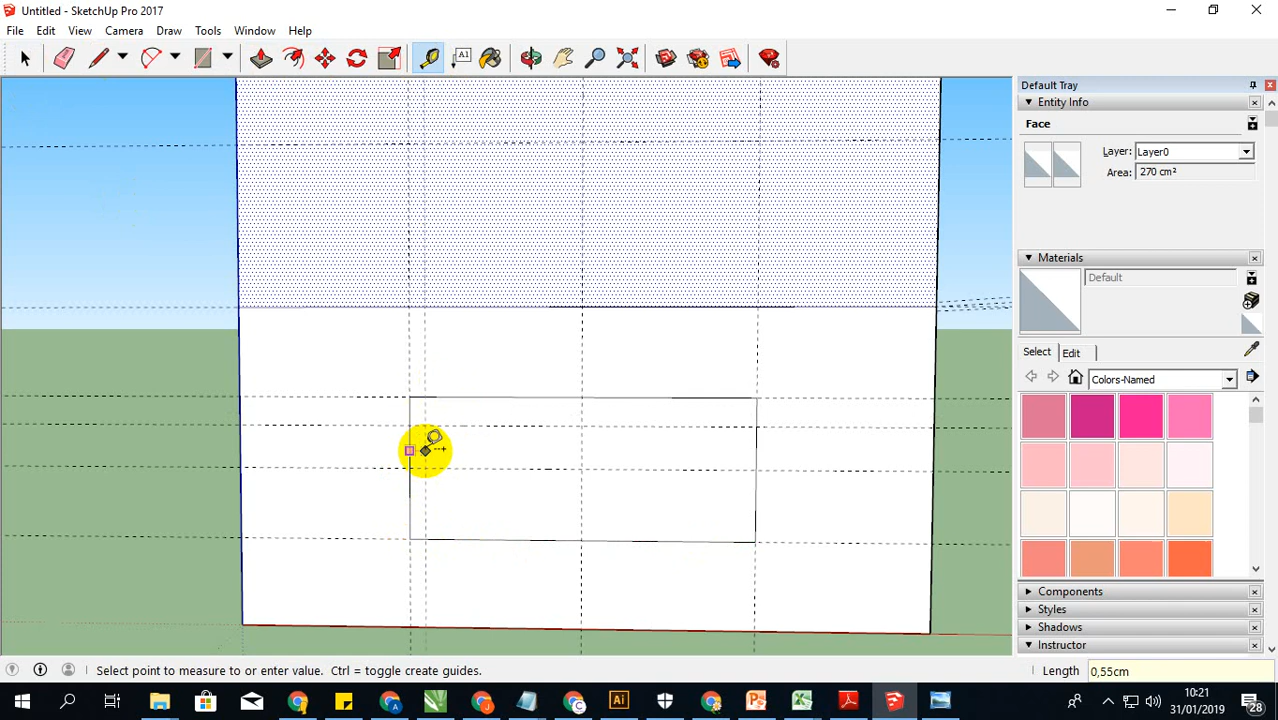 Untitled - SketchUp Pro 2017
File Edit View Camera Draw Tools Window Help
A1
Default Tray
Entity Info
Face
Layer: Layer0
Area: 270 cm²
Materials
Default
Select Edit
Colors-Named
Components
Styles
Shadows
Instructor
Select point to measure to or enter value. Ctrl = toggle create guides.
Length 0,55cm
10:21
31/01/2019
28